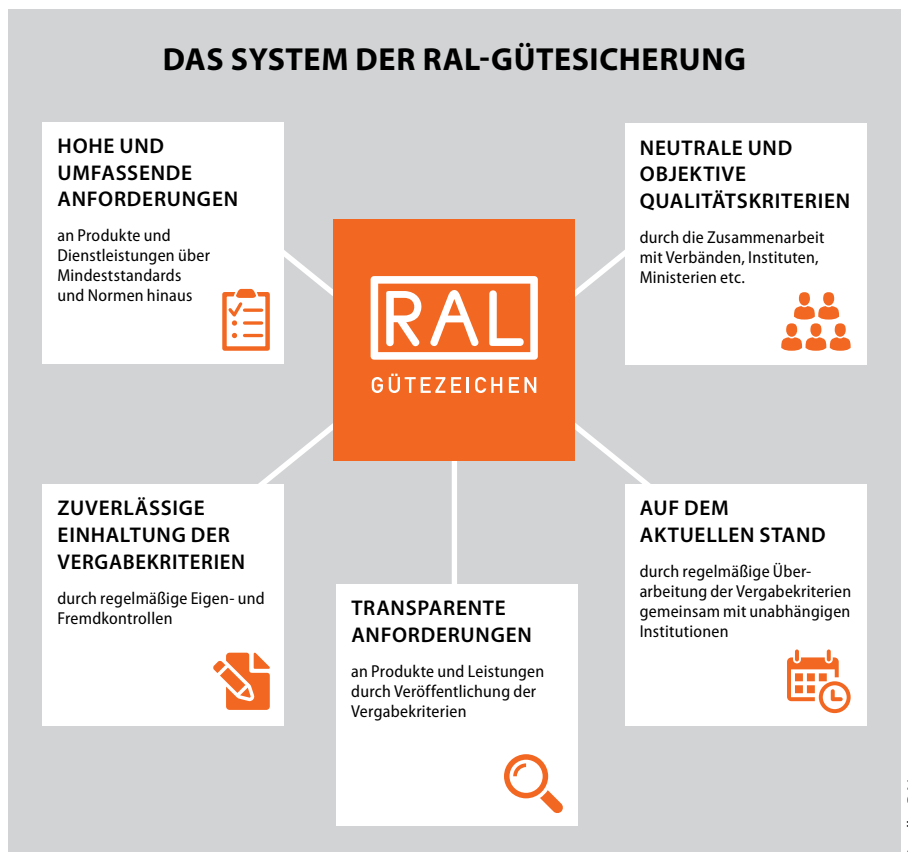 DAS SYSTEM DER RAL-GÜTESICHERUNG
HOHE UND
UMFASSENDE
ANFORDERUNGEN
an Produkte und
Dienstleistungen über
Mindeststandards
und Normen hinaus
NEUTRALE UND
OBJEKTIVE
QUALITÄTSKRITERIEN
durch die Zusammenarbeit
mit Verbänden, Instituten,
Ministerien etc.
RAL
GÜTEZEICHEN
ZUVERLÄSSIGE
EINHALTUNG DER
VERGABEKRITERIEN
durch regelmäßige Eigen- und
Fremdkontrollen
TRANSPARENTE
ANFORDERUNGEN
an Produkte und Leistungen
durch Veröffentlichung der
Vergabekriterien
AUF DEM
AKTUELLEN STAND
durch regelmäßige Über-
arbeitung der Vergabekriterien
gemeinsam mit unabhängigen
Institutionen